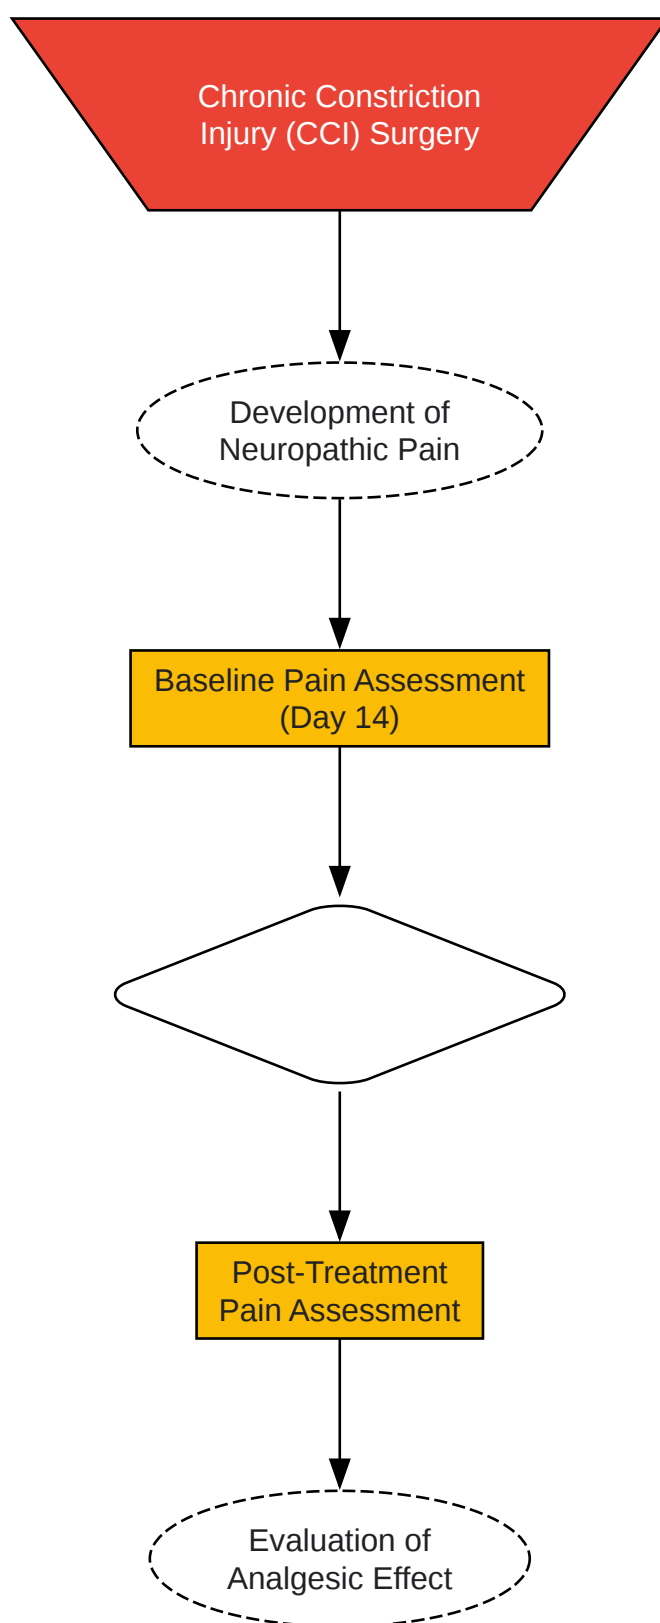 Chronic Constriction
Injury (CCI) Surgery
Development of
Neuropathic Pain
Baseline Pain Assessment
(Day 14)
Post-Treatment
Pain Assessment
Evaluation of
Analgesic Effect